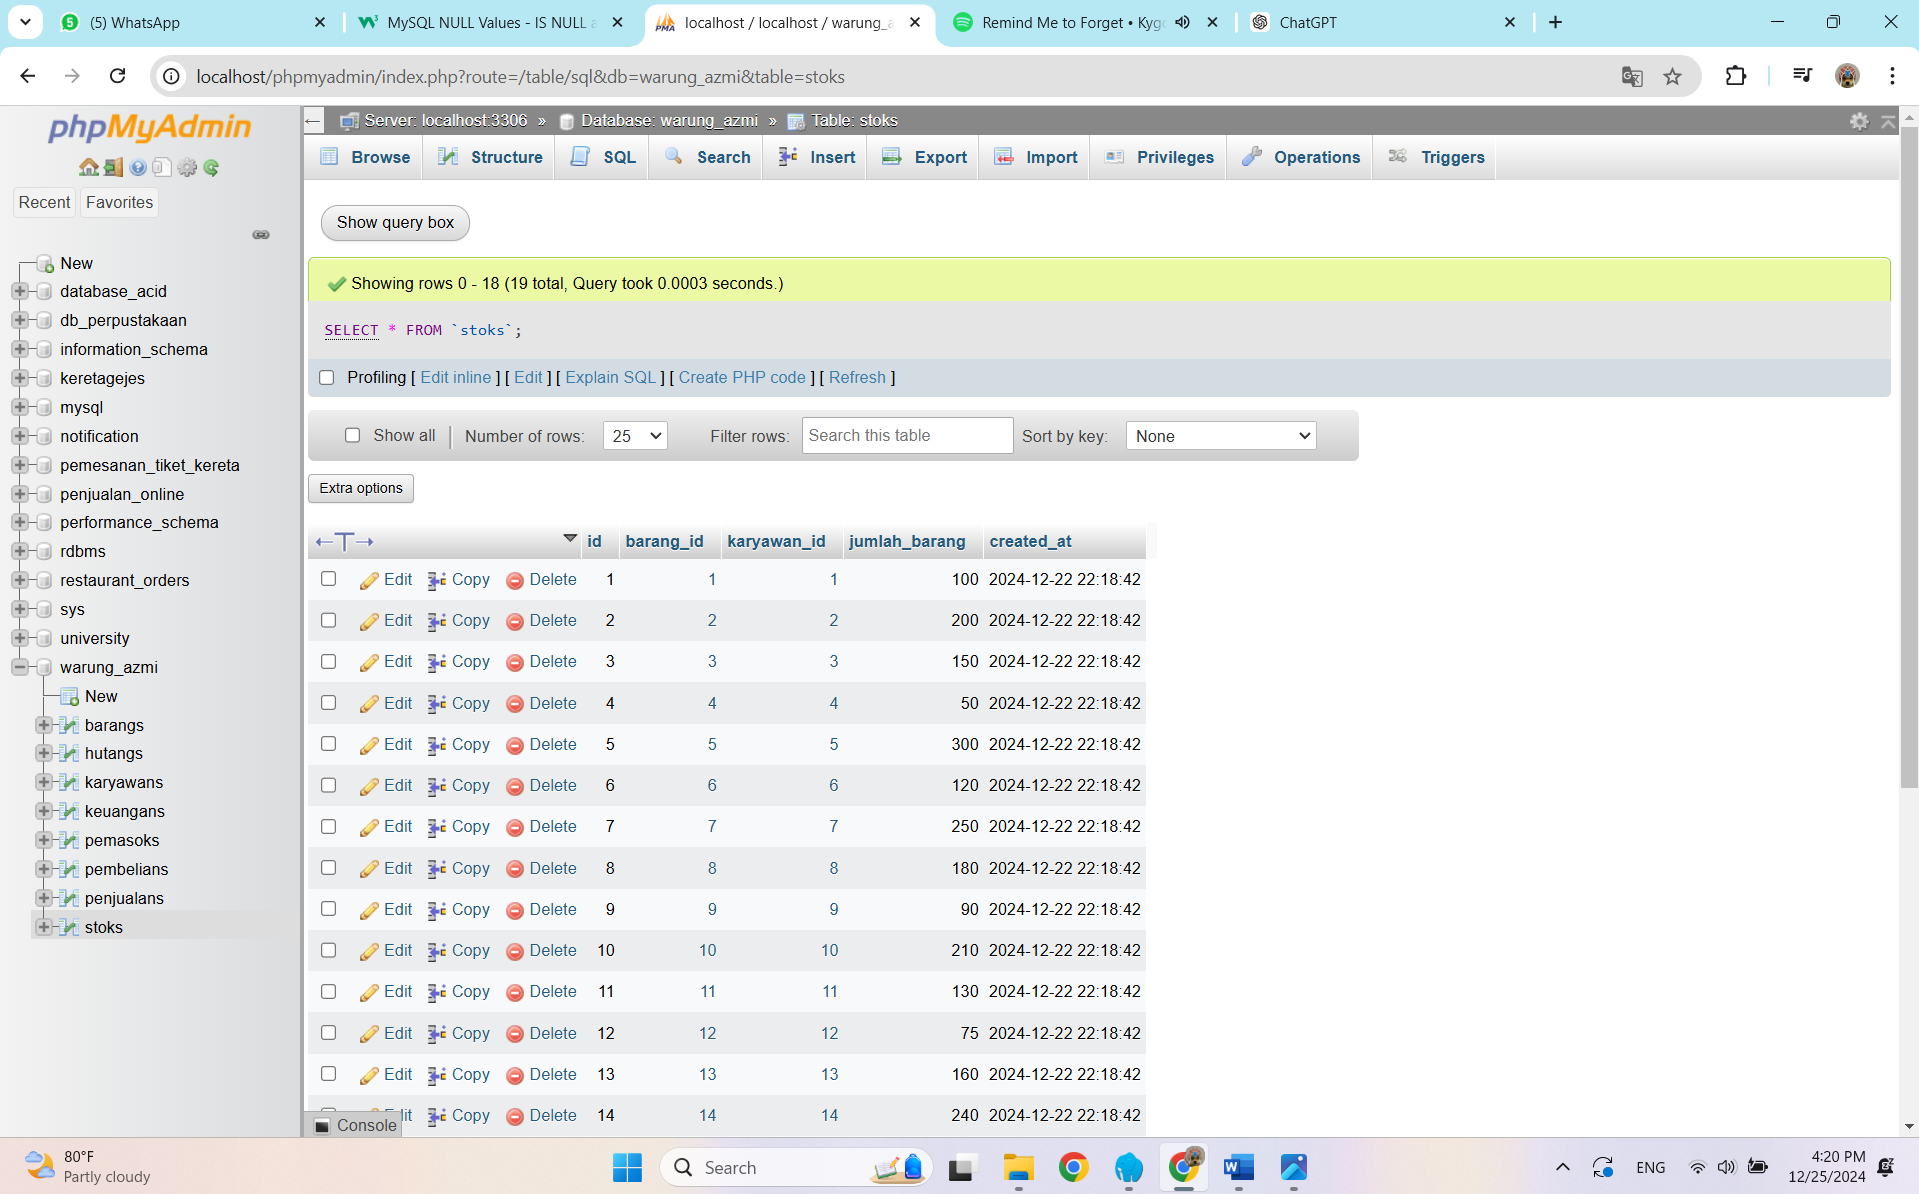 (5) WhatsApp
MySQL NULL Values - IS NULL a
localhost / localhost / warung_a
Remind Me to Forget • Kyg
ChatGPT
localhost/phpmyadmin/index.php?route=/table/sql&db=warung_azmi&table=stoks
phpMyAdmin
Recent
Favorites
New
database_acid
db_perpustakaan
information_schema
keretagejes
mysql
notification
pemesanan_tiket_kereta
penjualan_online
performance_schema
rdbms
restaurant_orders
sys
university
warung_azmi
New
barangs
hutangs
karyawans
keuangans
pemasoks
pembelians
penjualans
stoks
Server: localhost:3306 » Database: warung_azmi » Table: stoks
Browse Structure SQL Search Insert Export Import Privileges Operations Triggers
Show query box
Showing rows 0 - 18 (19 total, Query took 0.0003 seconds.)
SELECT * FROM `stoks`;
Profiling [ Edit inline ] [ Edit ] [ Explain SQL ] [ Create PHP code ] [ Refresh ]
Show all Number of rows: 25 Filter rows: Search this table Sort by key: None
Extra options
←T→ id barang_id karyawan_id jumlah_barang created_at
Edit Copy Delete 1 1 1 100 2024-12-22 22:18:42
Edit Copy Delete 2 2 2 200 2024-12-22 22:18:42
Edit Copy Delete 3 3 3 150 2024-12-22 22:18:42
Edit Copy Delete 4 4 4 50 2024-12-22 22:18:42
Edit Copy Delete 5 5 5 300 2024-12-22 22:18:42
Edit Copy Delete 6 6 6 120 2024-12-22 22:18:42
Edit Copy Delete 7 7 7 250 2024-12-22 22:18:42
Edit Copy Delete 8 8 8 180 2024-12-22 22:18:42
Edit Copy Delete 9 9 9 90 2024-12-22 22:18:42
Edit Copy Delete 10 10 10 210 2024-12-22 22:18:42
Edit Copy Delete 11 11 11 130 2024-12-22 22:18:42
Edit Copy Delete 12 12 12 75 2024-12-22 22:18:42
Edit Copy Delete 13 13 13 160 2024-12-22 22:18:42
Edit Copy Delete 14 14 14 240 2024-12-22 22:18:42
Console
80°F
Partly cloudy
Search
ENG
4:20 PM
12/25/2024